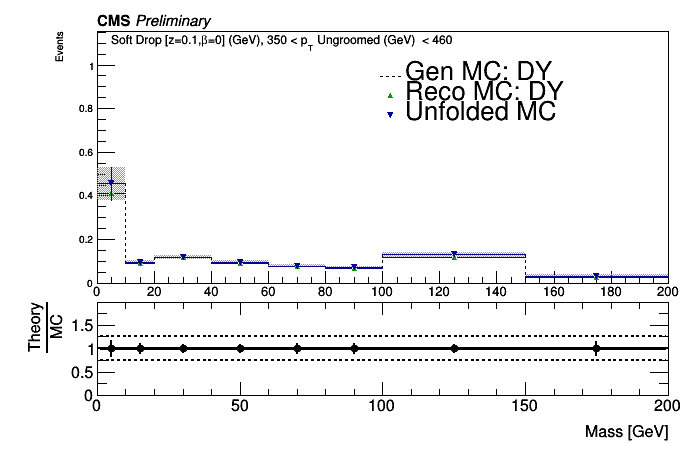 CMS Preliminary
Events
Soft Drop [z=0.1,β=0] (GeV), 350 < pT Ungroomed (GeV) < 460
1
0.8
0.6
0.4
0.2
0
Gen MC: DY
Reco MC: DY
Unfolded MC
0 20 40 60 80 100 120 140 160 180 200
Theory
MC
1.5
1
0.5
0
0 50 100 150 200
Mass [GeV]